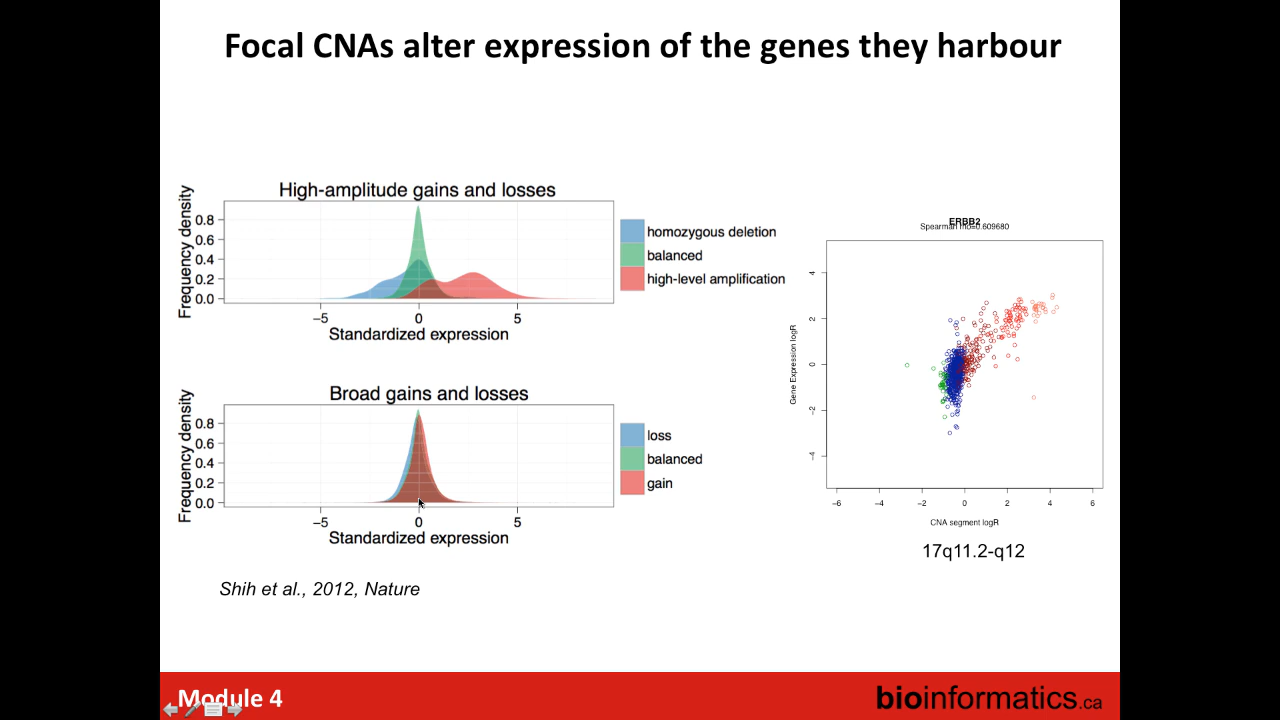 Focal CNAs alter expression of the genes they harbour
High-amplitude gains and losses
Frequency density
0.8
0.6
0.4
0.2
0.0
−5
0
5
Standardized expression
homozygous deletion
balanced
high-level amplification
Broad gains and losses
Frequency density
0.8
0.6
0.4
0.2
0.0
−5
0
5
Standardized expression
loss
balanced
gain
ERBB2
Spearman rho=0.609680
Gene Expression logR
4
2
0
−2
−4
−6
−4
−2
0
2
4
6
CNA segment logR
17q11.2-q12
Shih et al., 2012, Nature
Module 4
bioinformatics.ca